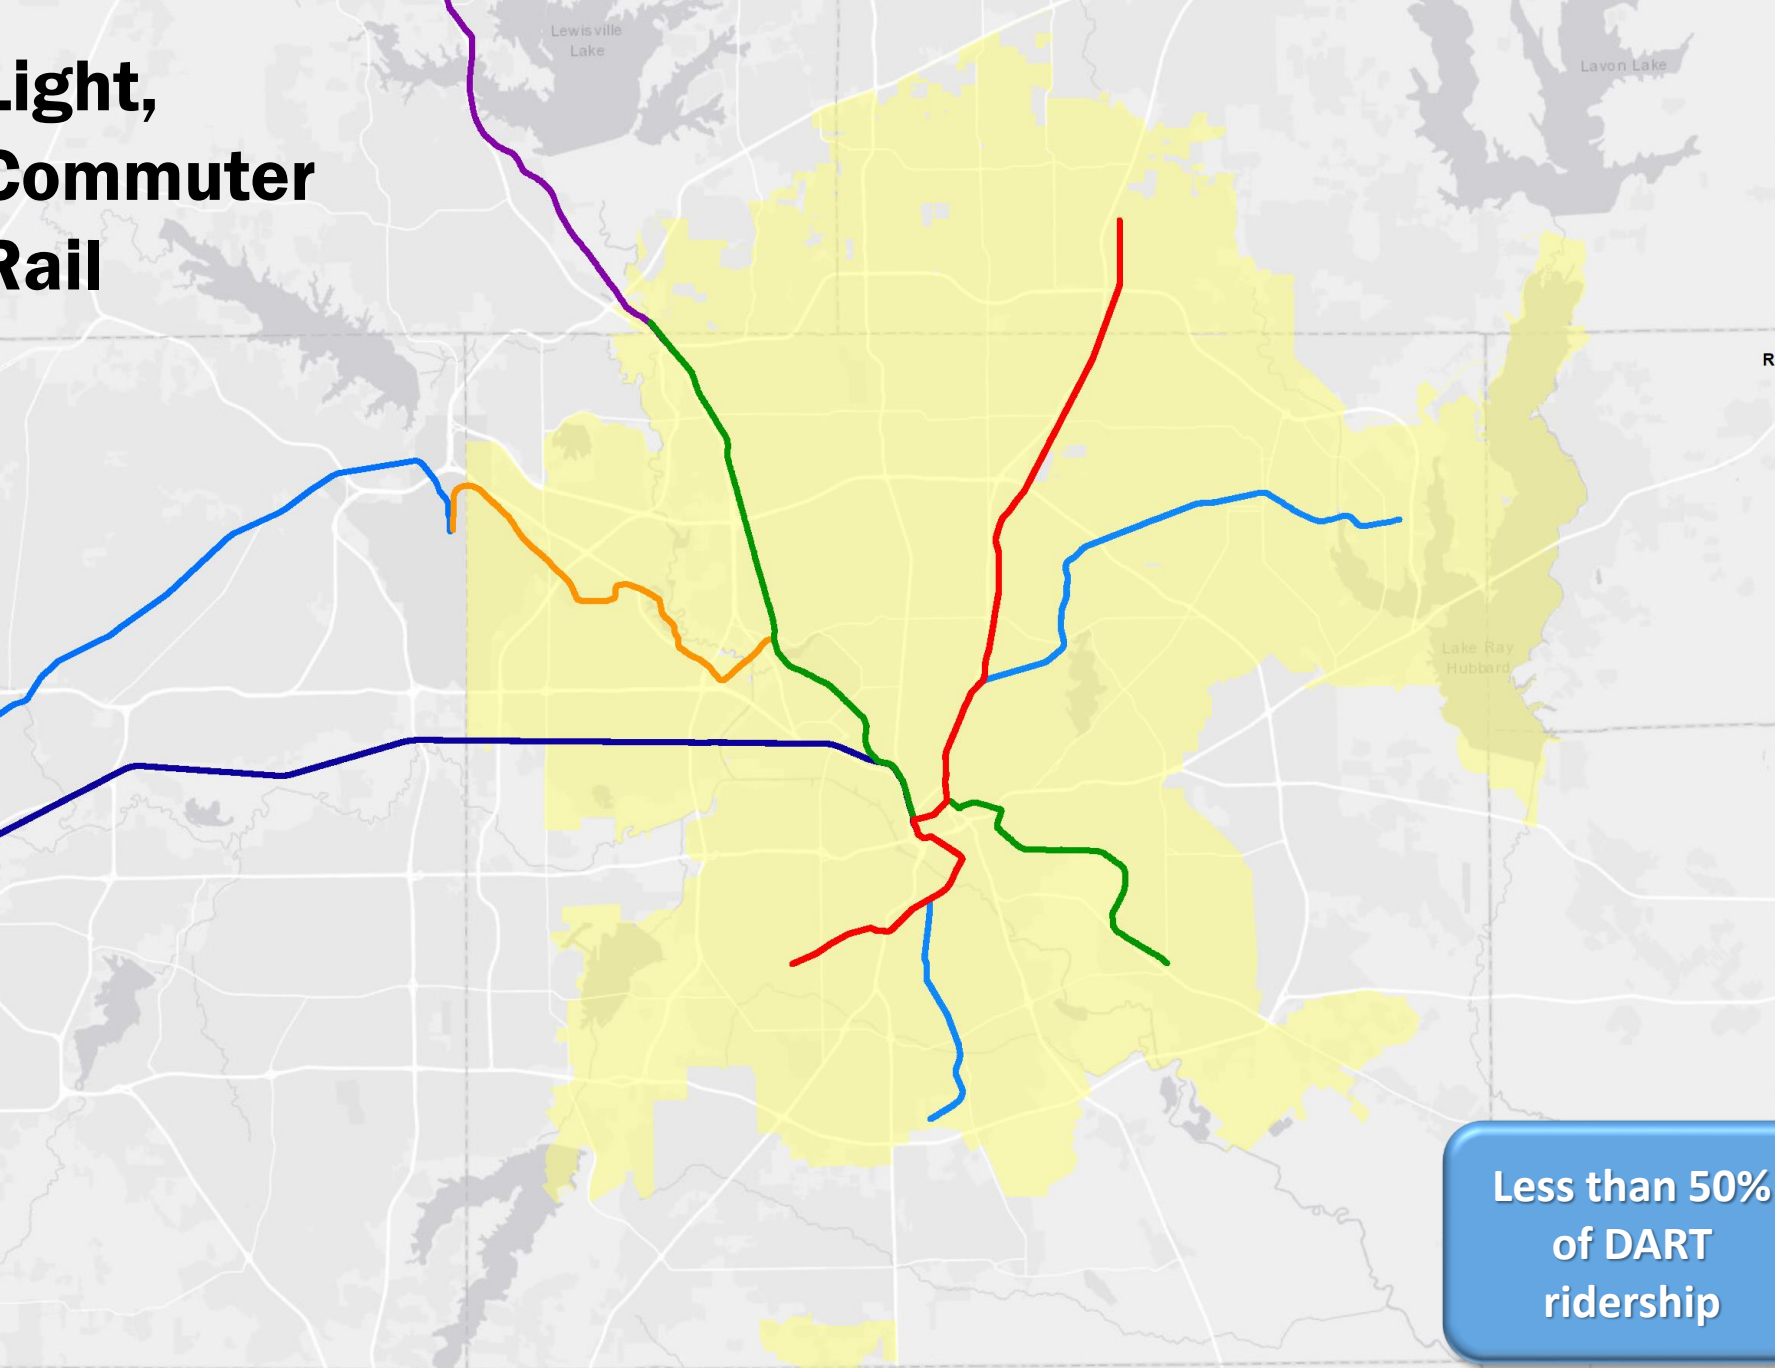 Light,
Commuter
Rail
Lewisville
Lake
Lavon Lake
R
Lake Ray
Hubbard
Less than 50%
of DART
ridership